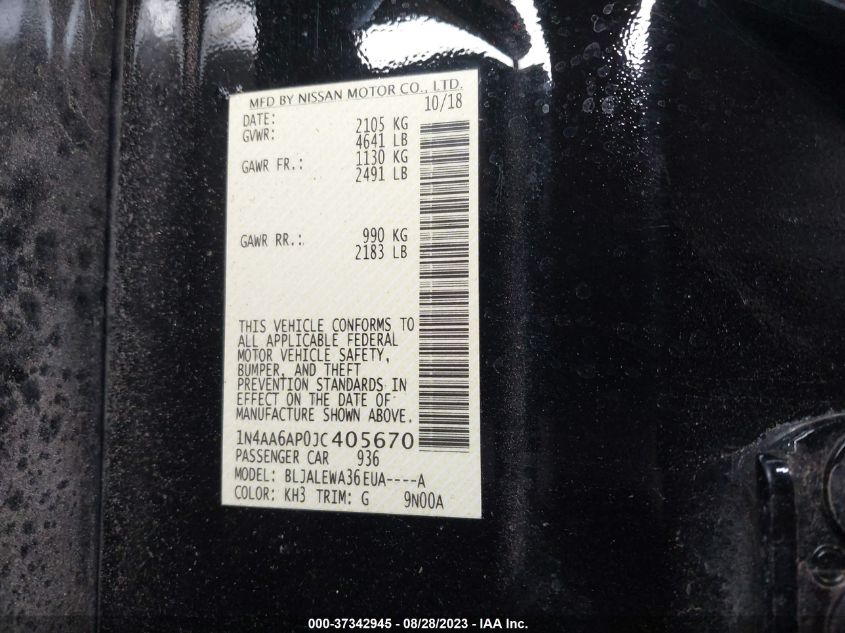 MFD BY NISSAN MOTOR CO., LTD.
DATE: 10/18
GVWR: 2105 KG
4641 LB
GAWR FR.: 1130 KG
2491 LB
GAWR RR.: 990 KG
2183 LB
THIS VEHICLE CONFORMS TO
ALL APPLICABLE FEDERAL
MOTOR VEHICLE SAFETY,
BUMPER, AND THEFT
PREVENTION STANDARDS IN
EFFECT ON THE DATE OF
MANUFACTURE SHOWN ABOVE.
1N4AA6AP0JC405670
PASSENGER CAR 936
MODEL: BLJALEWA36EUA----A
COLOR: KH3 TRIM: G 9N00A
000-37342945 - 08/28/2023 - IAA Inc.